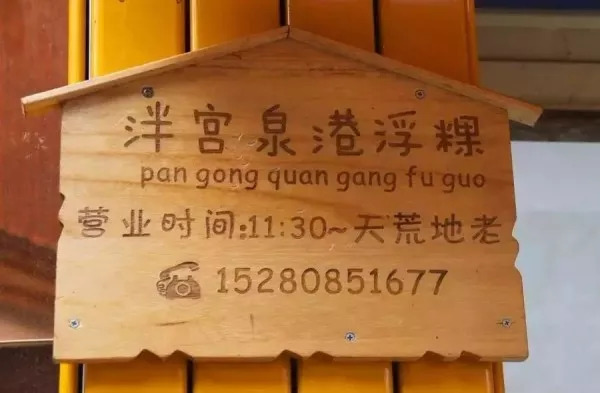 泮宫泉港浮粿
pan gong quan gang fu guo
营业时间:11:30~天荒地老
15280851677